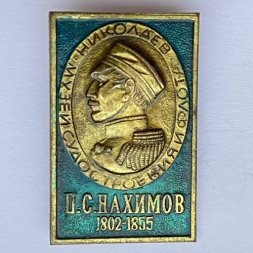 МУЗЕЙ СУДОСТРОЕНИЯ И ФЛОТА · НИКОЛАЕВ ·
П.С.НАХИМОВ
1802-1855